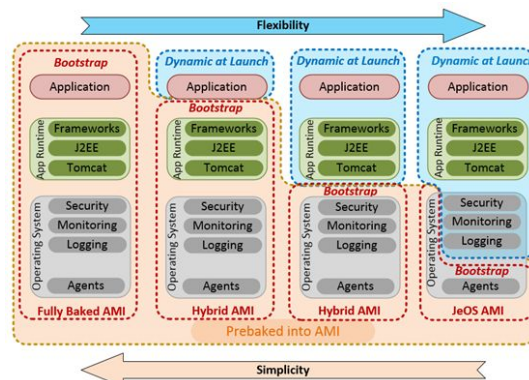 Flexibility
Bootstrap
Application
App Runtime
Frameworks
J2EE
Tomcat
Operating System
Security
Monitoring
Logging
Agents
Fully Baked AMI
Dynamic at Launch
Application
Bootstrap
App Runtime
Frameworks
J2EE
Tomcat
Operating System
Security
Monitoring
Logging
Agents
Hybrid AMI
Dynamic at Launch
Application
App Runtime
Frameworks
J2EE
Tomcat
Bootstrap
Operating System
Security
Monitoring
Logging
Agents
Hybrid AMI
Dynamic at Launch
Application
App Runtime
Frameworks
J2EE
Tomcat
Operating System
Security
Monitoring
Logging
Bootstrap
Agents
JeOS AMI
Prebaked into AMI
Simplicity